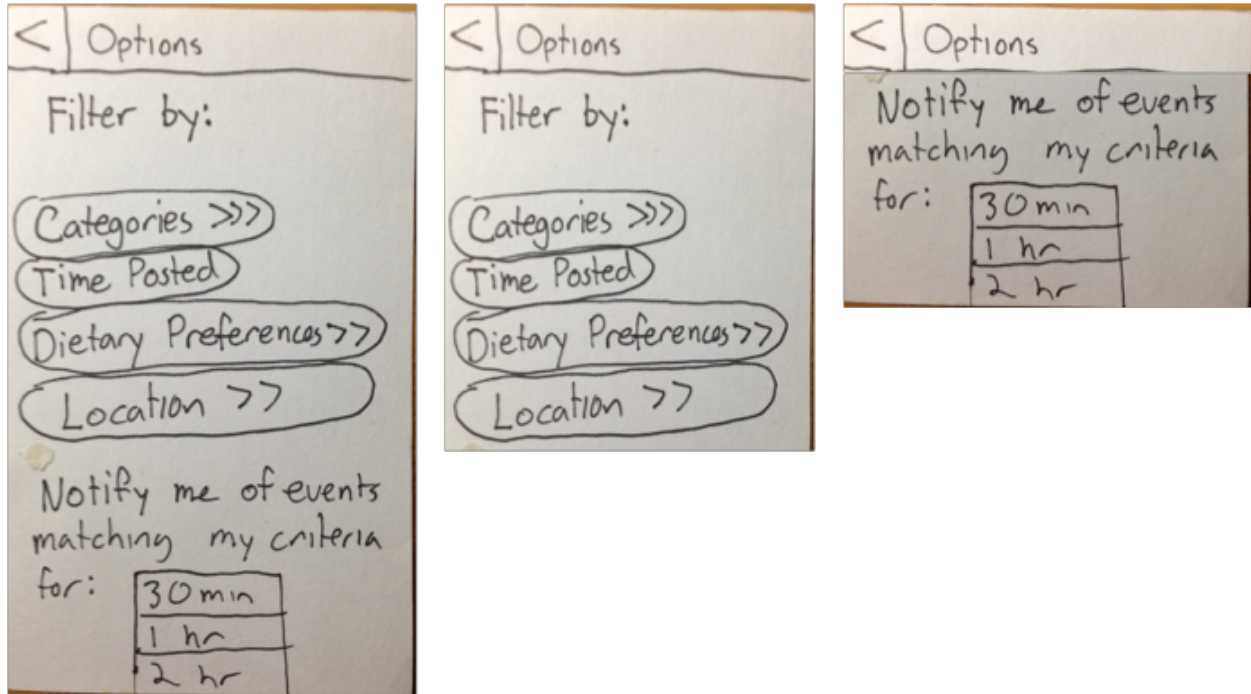 < Options
Filter by:
Categories >>>
Time Posted
Dietary Preferences >>
Location >>
Notify me of events
matching my criteria
for: 30 min
1 hr
2 hr
< Options
Filter by:
Categories >>>
Time Posted
Dietary Preferences >>
Location >>
< Options
Notify me of events
matching my criteria
for: 30 min
1 hr
2 hr